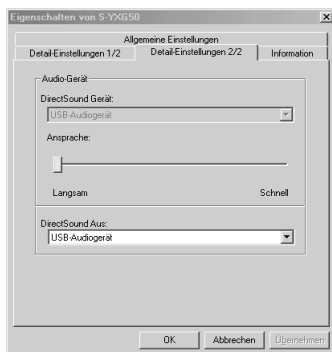 Eigenschaften von S-YXG50
Allgemeine Einstellungen
Detail-Einstellungen 1/2 Detail-Einstellungen 2/2 Information
Audio-Gerät
DirectSound Gerät:
USB-Audiogerät
Ansprache:
Langsam Schnell
DirectSound Aus:
USB-Audiogerät
OK Abbrechen Übernehmen